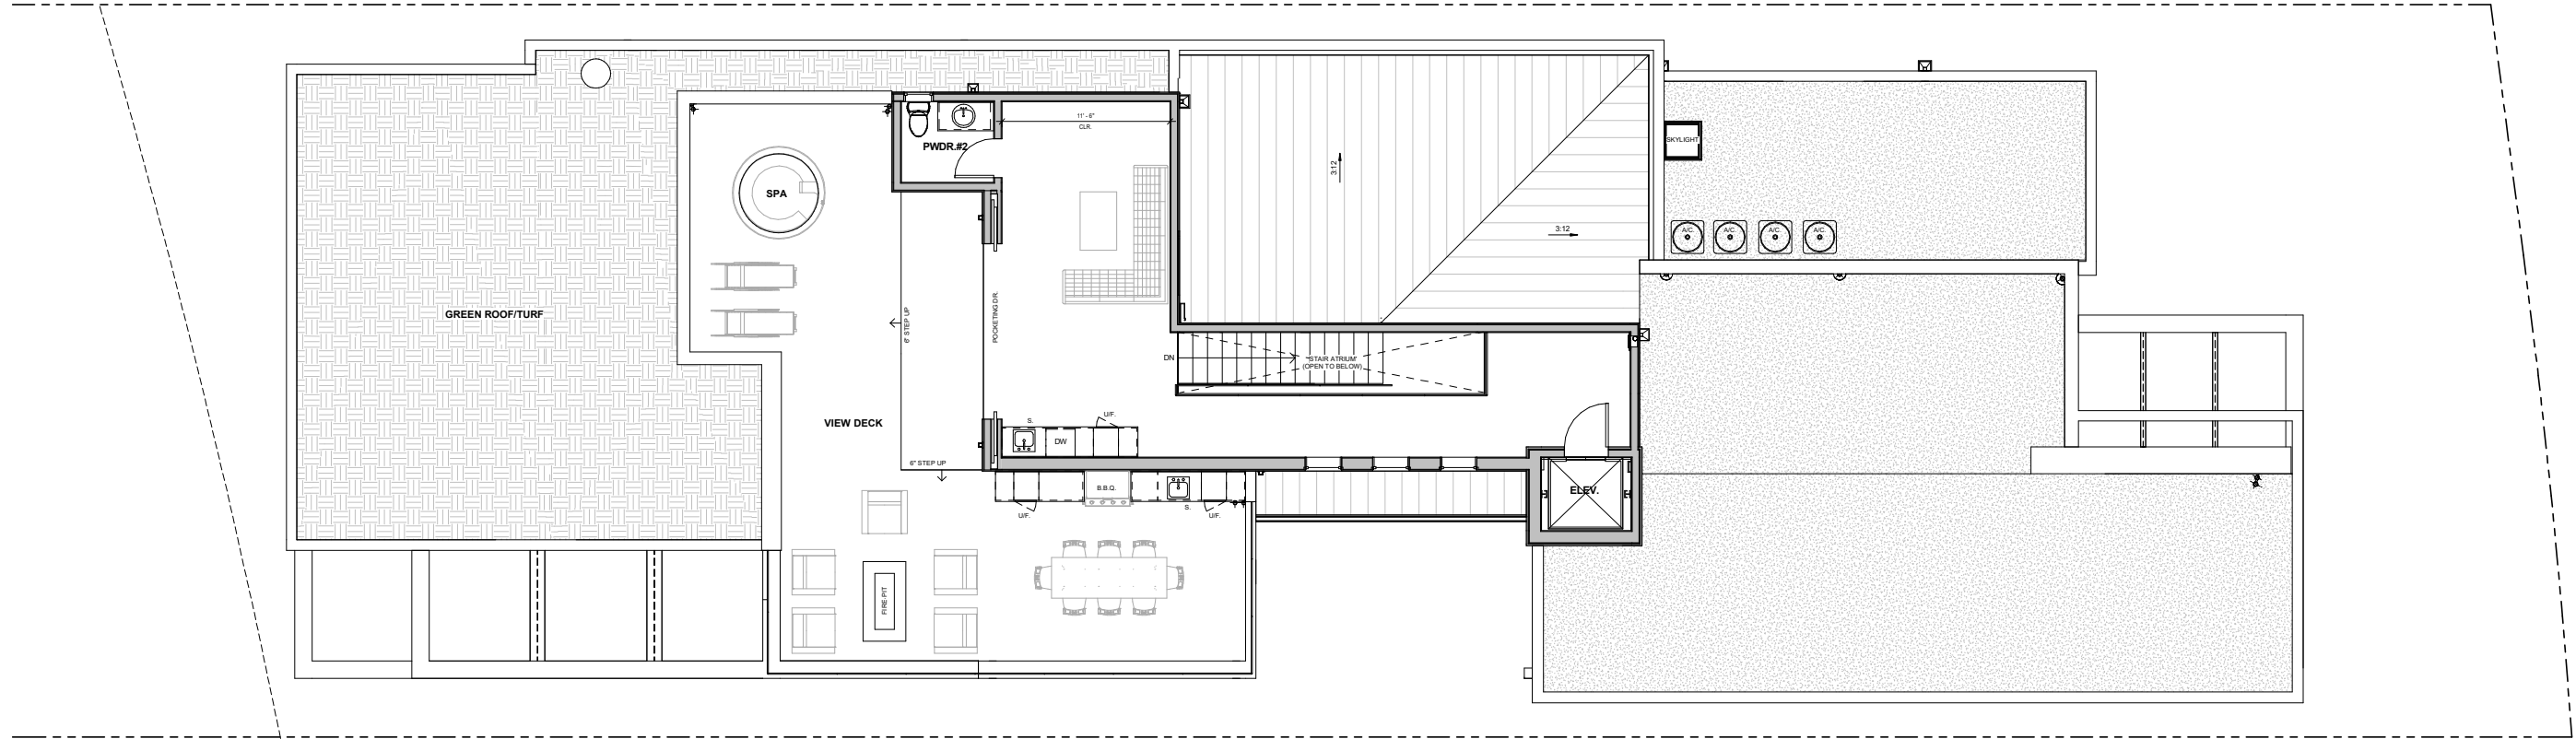 11' - 6"
CLR.
PWDR.#2
SKYLIGHT
SPA
3:12
3:12
A/C.
A/C.
A/C.
A/C.
GREEN ROOF/TURF
6" STEP UP
POCKETING DR.
DN
'STAIR ATRIUM'
(OPEN TO BELOW)
VIEW DECK
S.
U/F.
DW
6" STEP UP
B.B.Q.
ELEV.
U/F.
S.
U/F.
FIRE-PIT